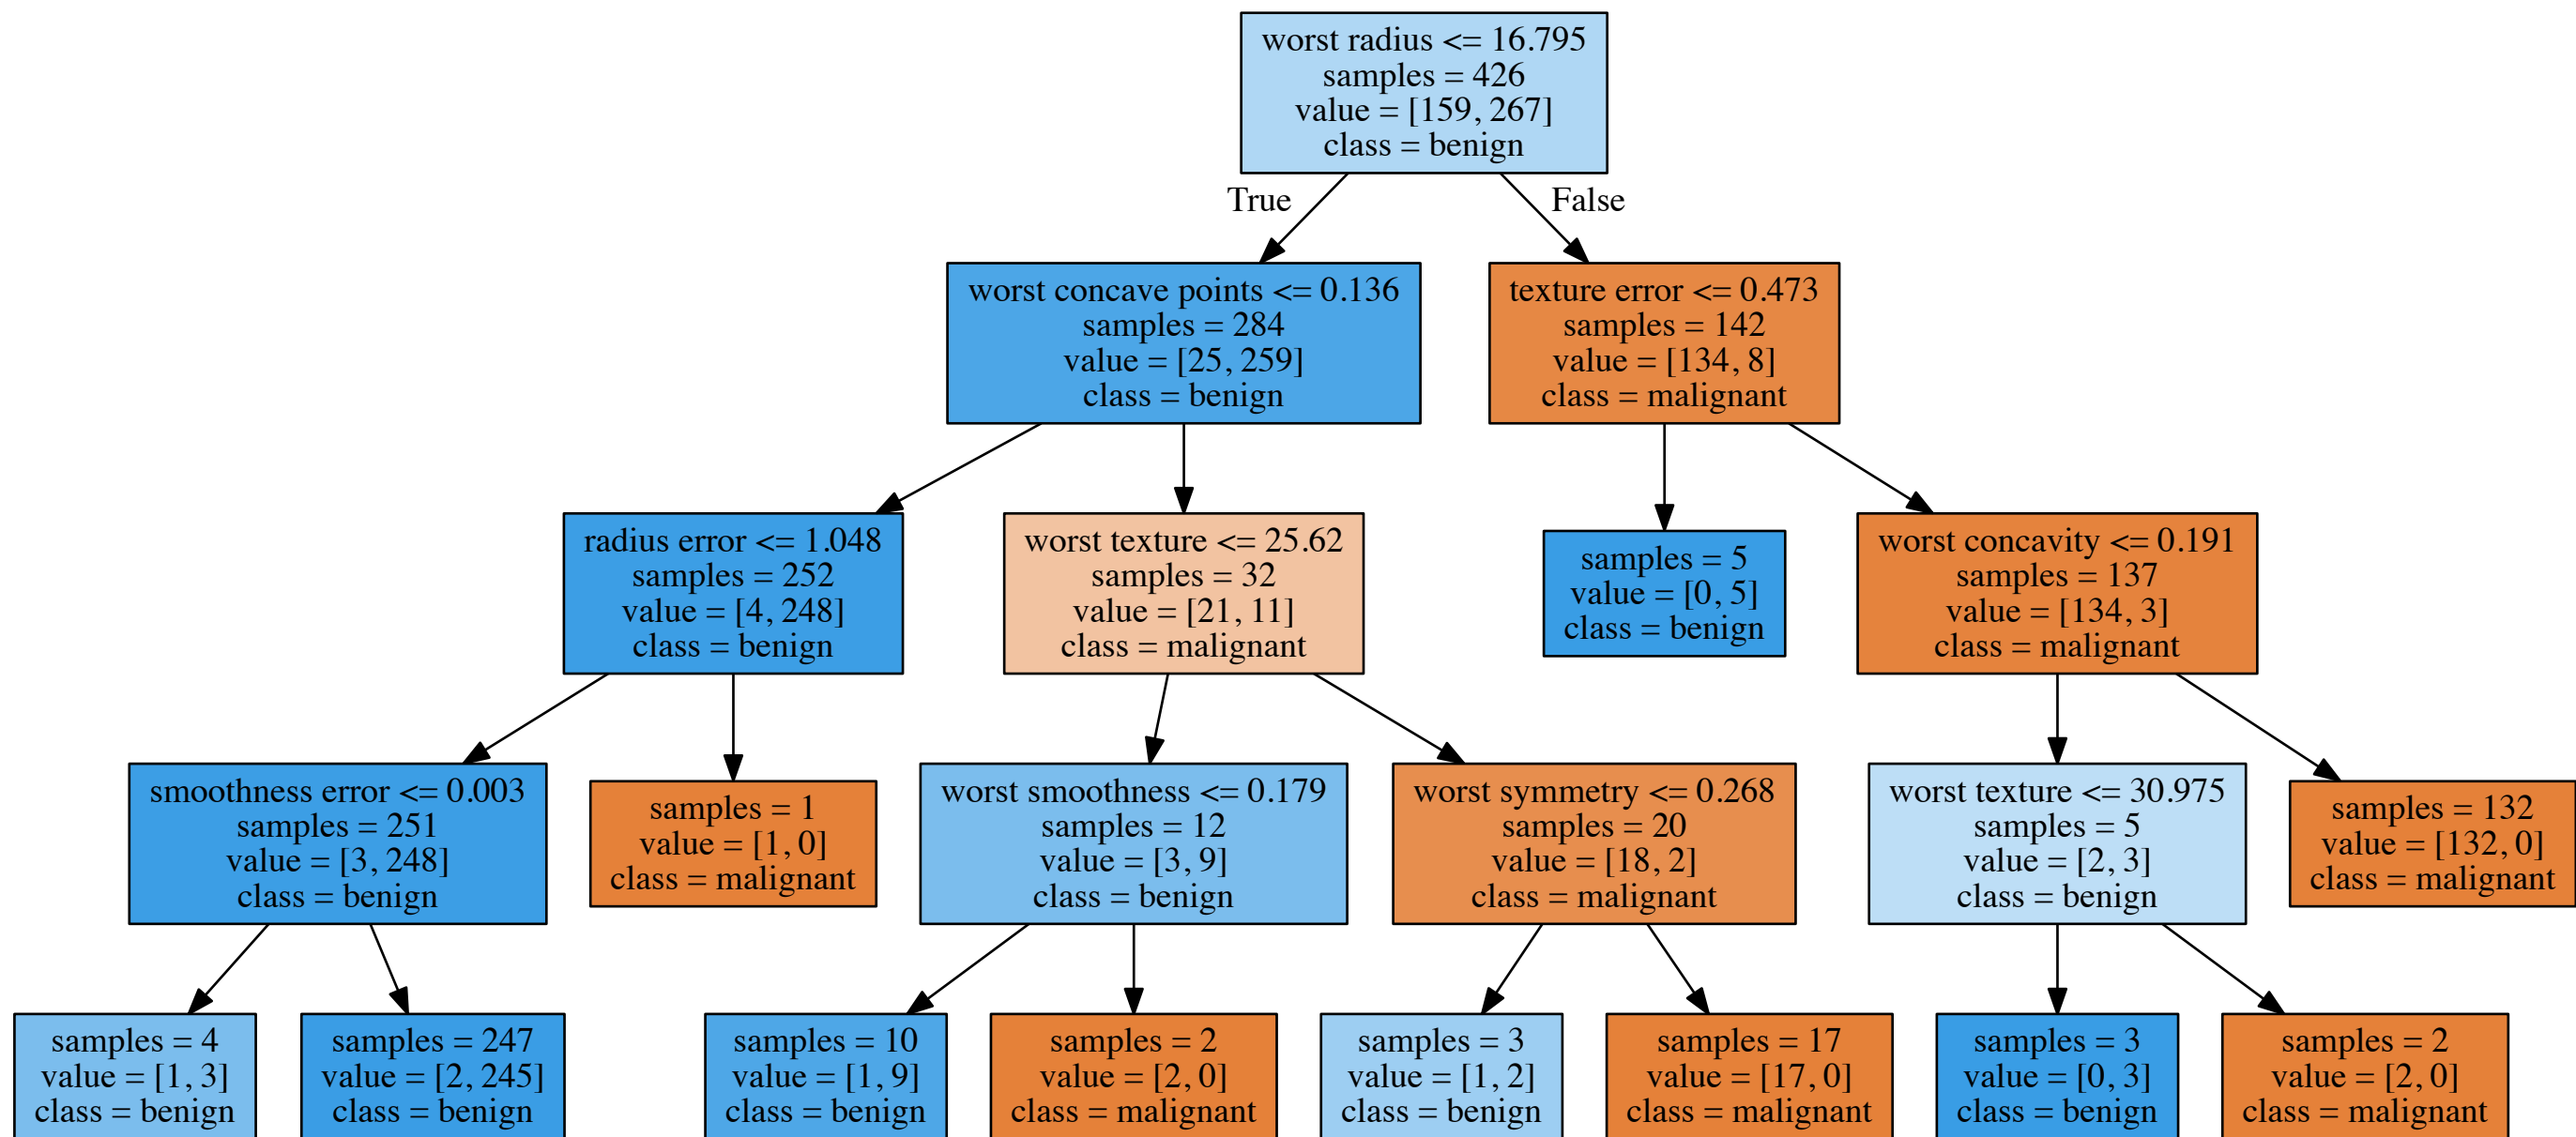 worst radius <= 16.795
samples = 426
value = [159, 267]
class = benign
True
False
worst concave points <= 0.136
samples = 284
value = [25, 259]
class = benign
texture error <= 0.473
samples = 142
value = [134, 8]
class = malignant
radius error <= 1.048
samples = 252
value = [4, 248]
class = benign
worst texture <= 25.62
samples = 32
value = [21, 11]
class = malignant
samples = 5
value = [0, 5]
class = benign
worst concavity <= 0.191
samples = 137
value = [134, 3]
class = malignant
smoothness error <= 0.003
samples = 251
value = [3, 248]
class = benign
samples = 1
value = [1, 0]
class = malignant
worst smoothness <= 0.179
samples = 12
value = [3, 9]
class = benign
worst symmetry <= 0.268
samples = 20
value = [18, 2]
class = malignant
worst texture <= 30.975
samples = 5
value = [2, 3]
class = benign
samples = 132
value = [132, 0]
class = malignant
samples = 4
value = [1, 3]
class = benign
samples = 247
value = [2, 245]
class = benign
samples = 10
value = [1, 9]
class = benign
samples = 2
value = [2, 0]
class = malignant
samples = 3
value = [1, 2]
class = benign
samples = 17
value = [17, 0]
class = malignant
samples = 3
value = [0, 3]
class = benign
samples = 2
value = [2, 0]
class = malignant